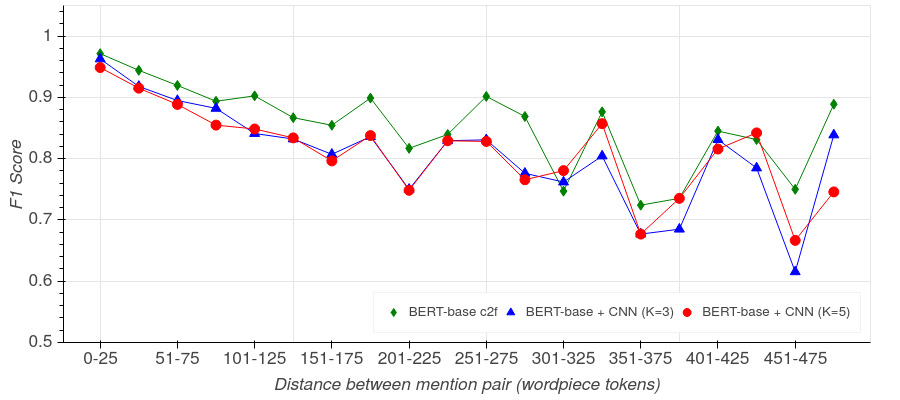 1
0.9
0.8
0.7
0.6
0.5
F1 Score
BERT-base c2f BERT-base + CNN (K=3) BERT-base + CNN (K=5)
0-25 51-75 101-125 151-175 201-225 251-275 301-325 351-375 401-425 451-475
Distance between mention pair (wordpiece tokens)